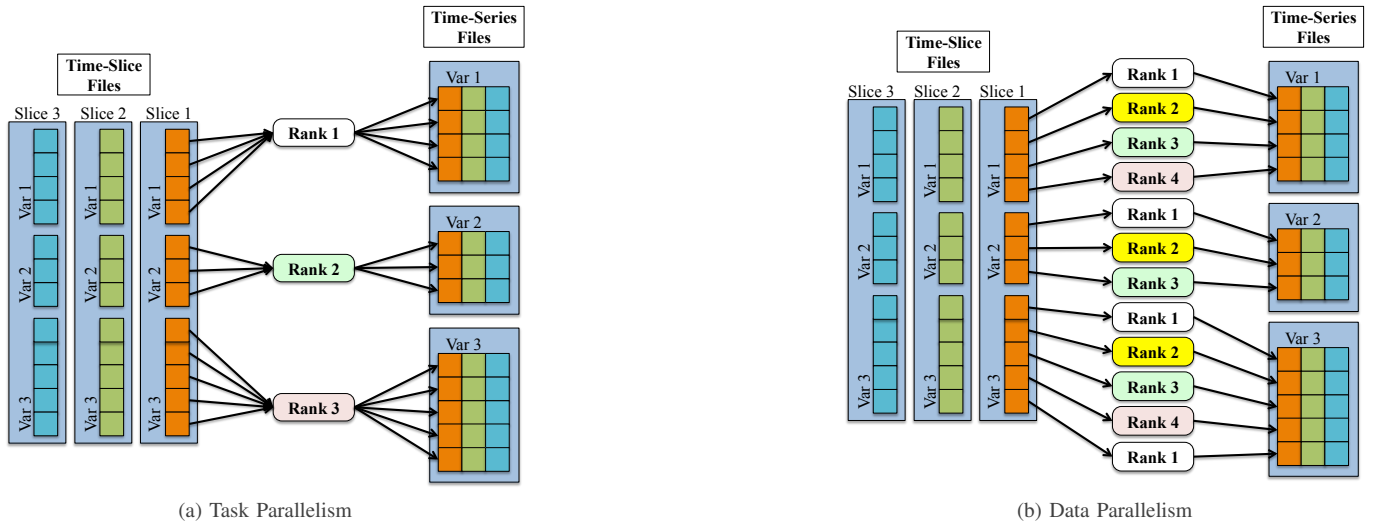 Time-Series
Files
Time-Slice
Files
Slice 3 Slice 2 Slice 1
Var 1
Var 1
Var 1
Var 2
Var 2
Var 2
Var 3
Var 3
Var 3
Rank 1
Rank 2
Rank 3
Var 1
Var 2
Var 3
(a) Task Parallelism
Time-Series
Files
Time-Slice
Files
Slice 3 Slice 2 Slice 1
Var 1
Var 1
Var 1
Var 2
Var 2
Var 2
Var 3
Var 3
Var 3
Rank 1
Rank 2
Rank 3
Rank 4
Rank 1
Rank 2
Rank 3
Rank 1
Rank 2
Rank 3
Rank 4
Rank 1
Var 1
Var 2
Var 3
(b) Data Parallelism